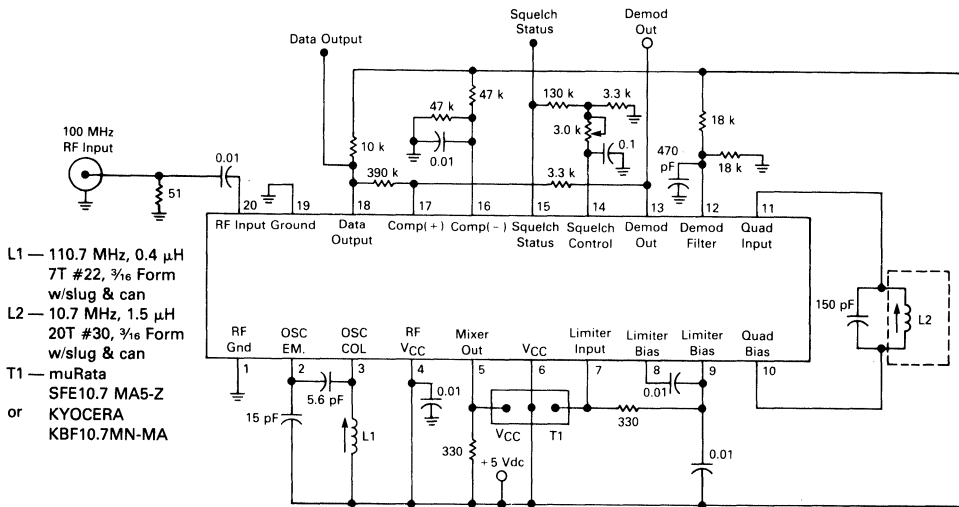 Squelch
Status
Demod
Out
Data Output
100 MHz
RF Input
0.01
51
10 k
47 k
47 k
0.01
390 k
130 k
3.3 k
3.0 k
0.1
3.3 k
470
pF
18 k
18 k
20 19 18 17 16 15 14 13 12 11
RF Input Ground Data Output Comp(+) Comp(−) Squelch Status Squelch Control Demod Out Demod Filter Quad Input
L1 — 110.7 MHz, 0.4 μH
7T #22, 3/16 Form
w/slug & can
L2 — 10.7 MHz, 1.5 μH
20T #30, 3/16 Form
w/slug & can
T1 — muRata
SFE10.7 MA5-Z
or KYOCERA
KBF10.7MN-MA
150 pF
L2
RF Gnd OSC EM. OSC COL RF VCC Mixer Out VCC Limiter Input Limiter Bias Limiter Bias Quad Bias
1 2 3 4 5 6 7 8 9 10
5.6 pF
15 pF
L1
0.01
330
VCC T1
+5 Vdc
330
0.01
0.01